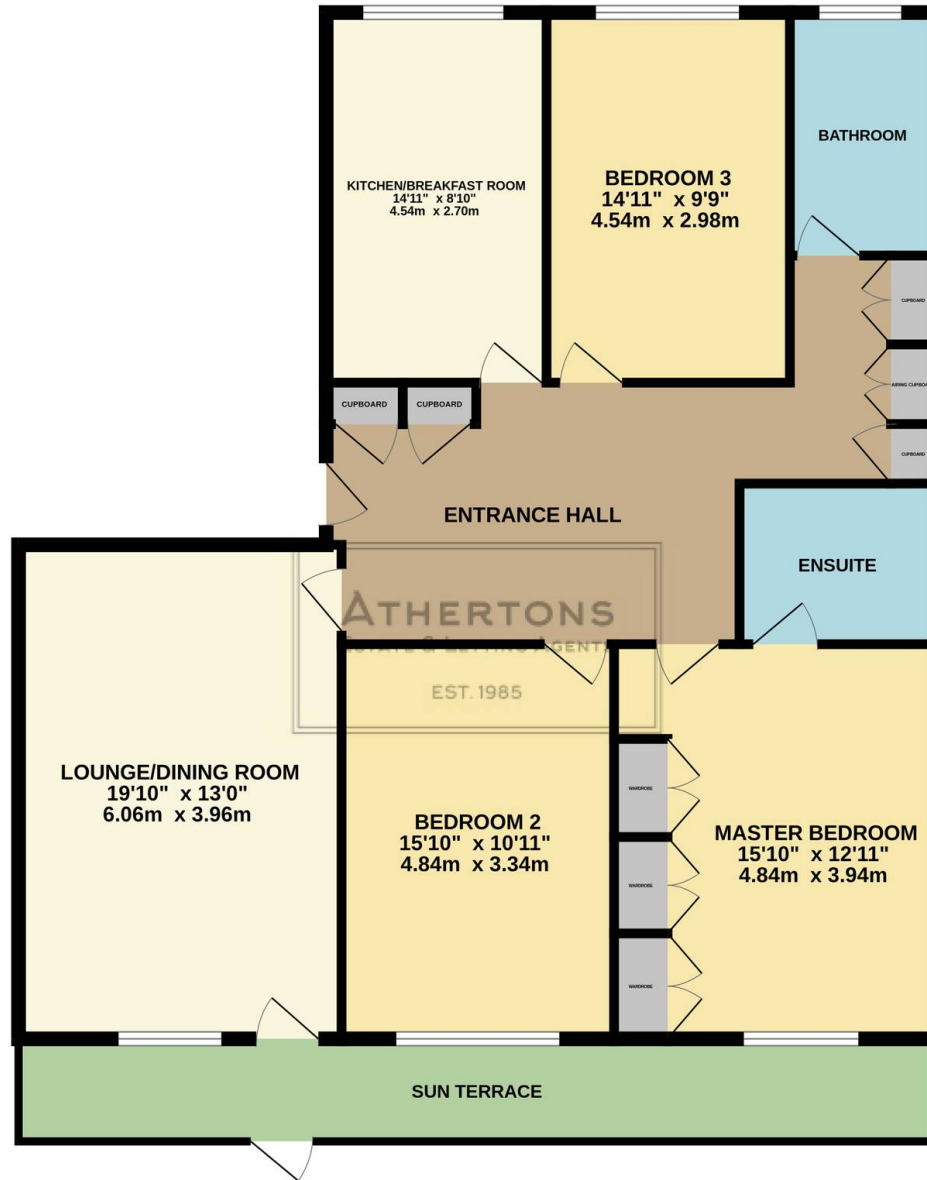 KITCHEN/BREAKFAST ROOM
14'11" x 8'10"
4.54m x 2.70m
BEDROOM 3
14'11" x 9'9"
4.54m x 2.98m
BATHROOM
CUPBOARD
CUPBOARD
CUPBOARD
CUPBOARD
ENTRANCE HALL
ENSUITE
ATHERTONS
ESTATE & LETTING AGENTS
EST. 1985
LOUNGE/DINING ROOM
19'10" x 13'0"
6.06m x 3.96m
BEDROOM 2
15'10" x 10'11"
4.84m x 3.34m
WARDROBE
WARDROBE
WARDROBE
MASTER BEDROOM
15'10" x 12'11"
4.84m x 3.94m
SUN TERRACE